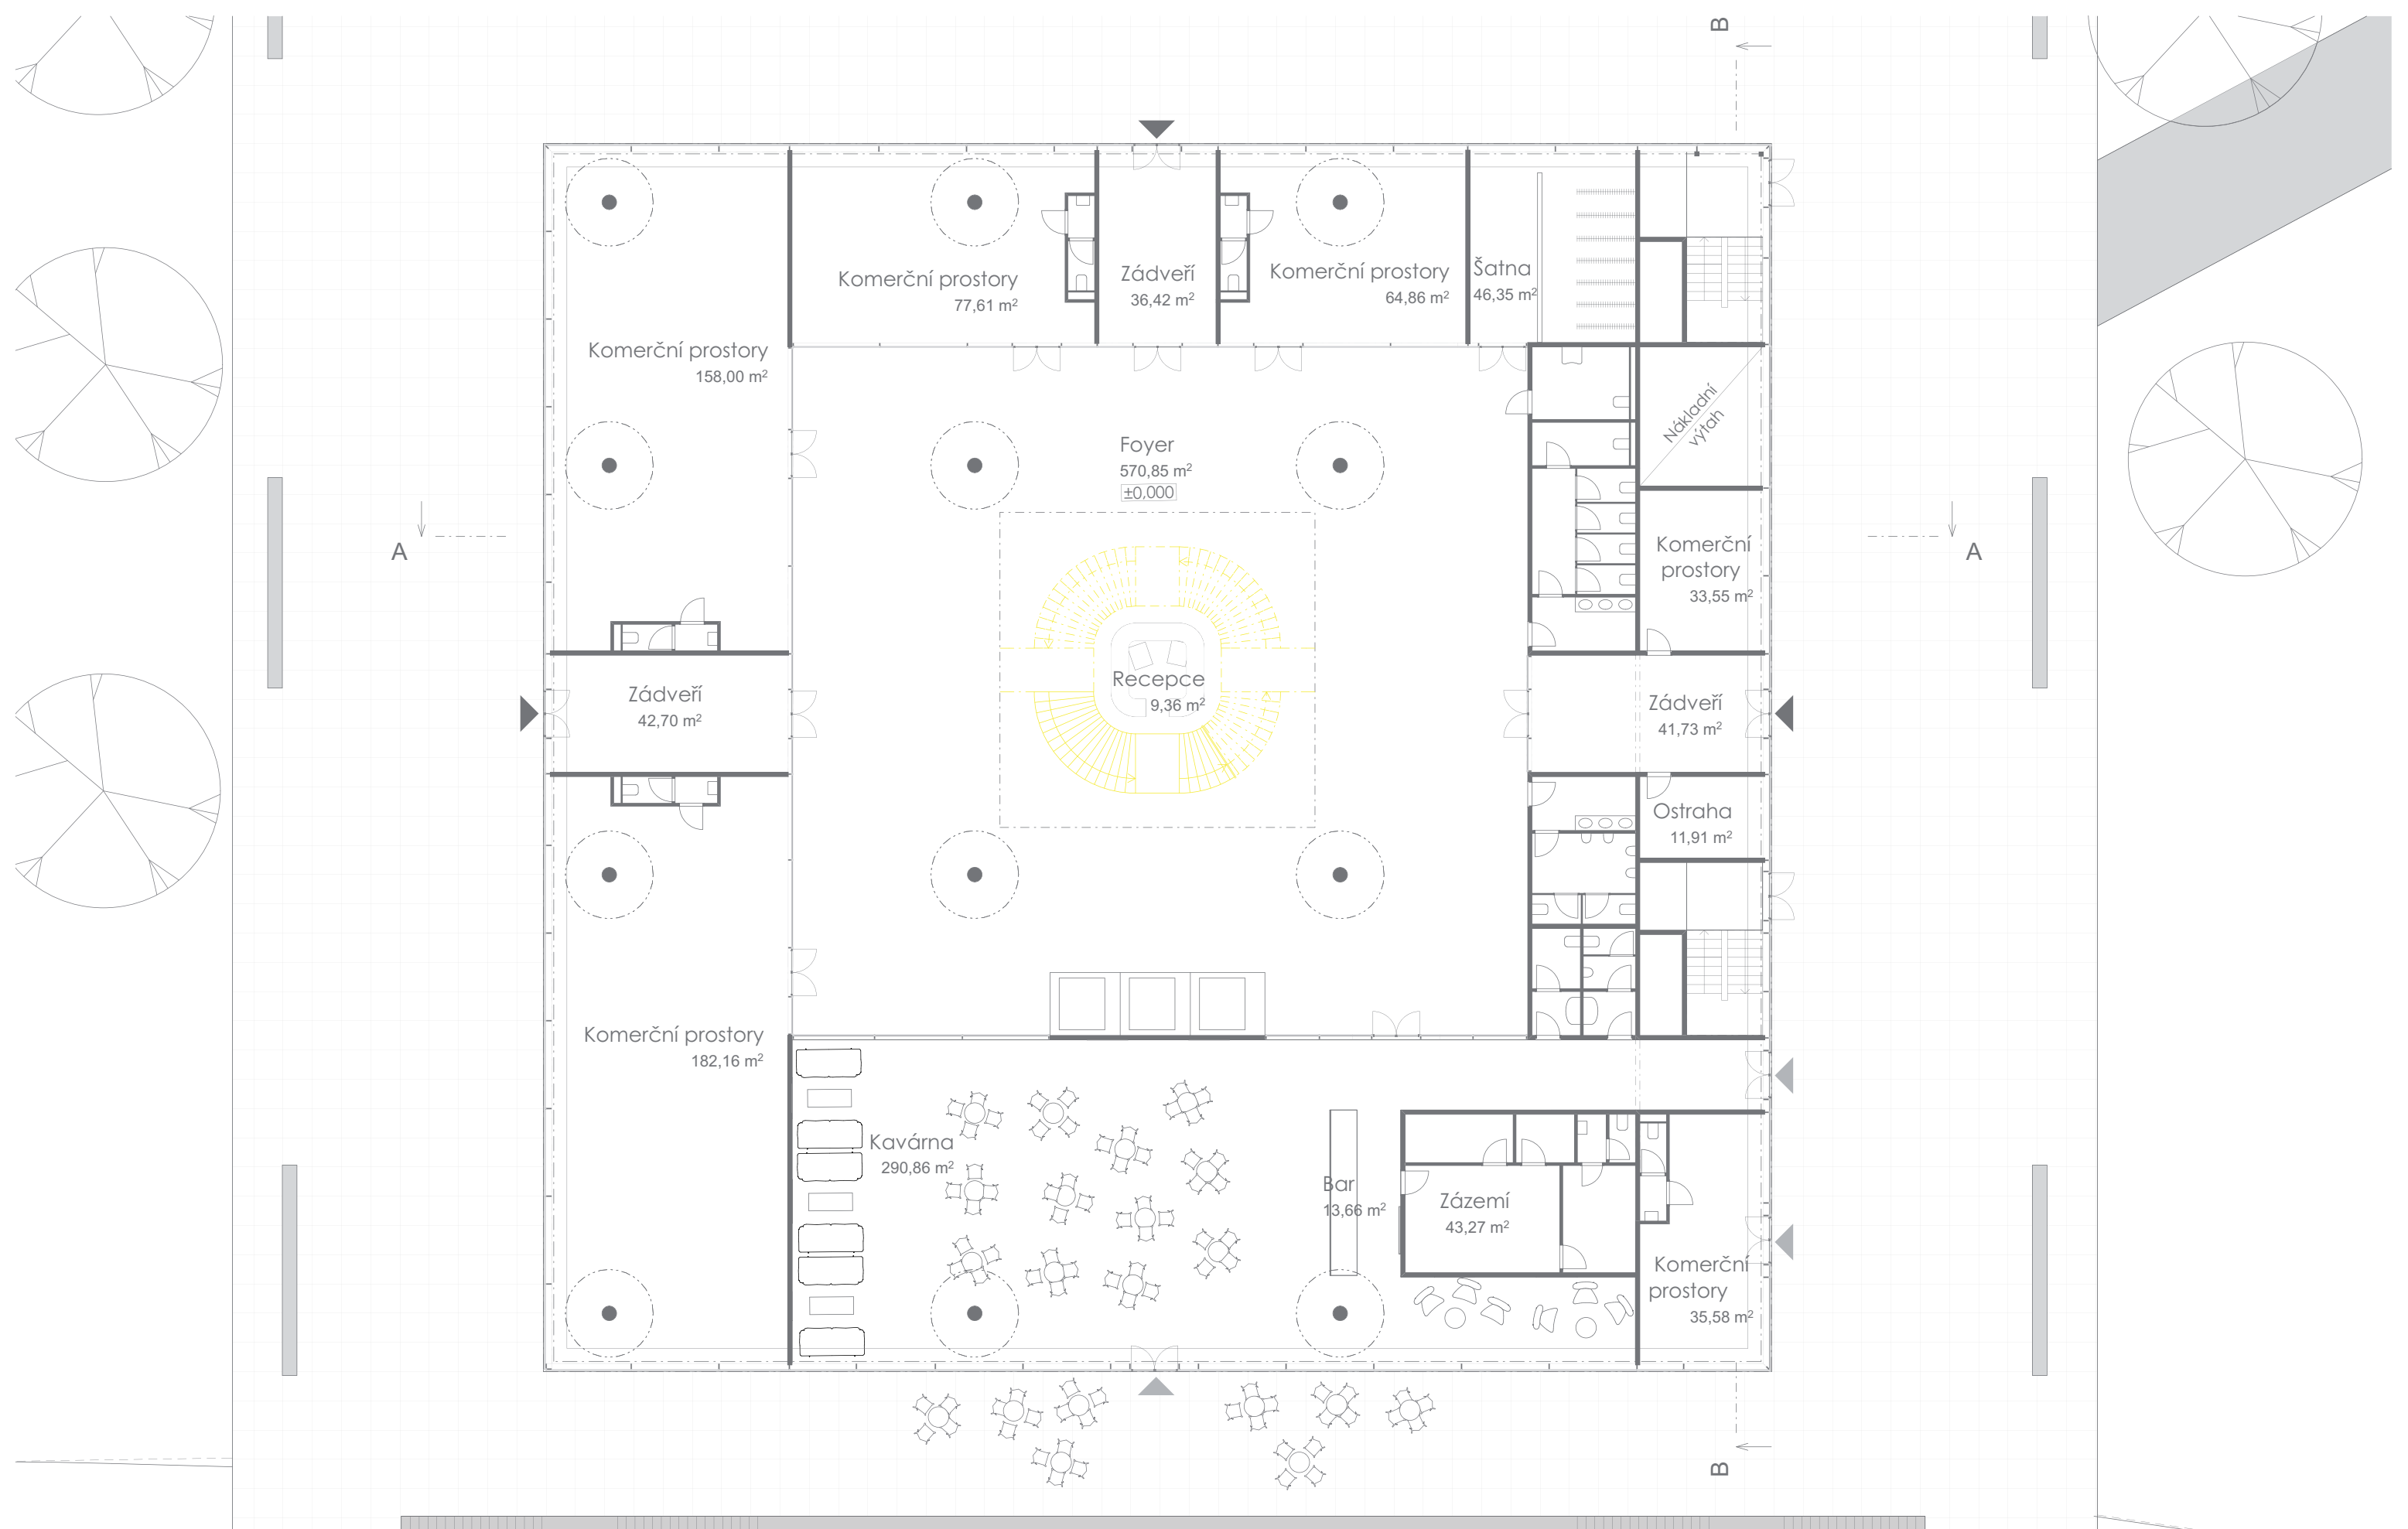 B
Komerční prostory
77,61 m²
Zádveří
36,42 m²
Komerční prostory
64,86 m²
Šatna
46,35 m²
Komerční prostory
158,00 m²
Nákladní
výtah
Foyer
570,85 m²
±0,000
A
A
Komerční
prostory
33,55 m²
Zádveří
42,70 m²
Recepce
9,36 m²
Zádveří
41,73 m²
Ostraha
11,91 m²
Komerční prostory
182,16 m²
Kavárna
290,86 m²
Bar
13,66 m²
Zázemí
43,27 m²
Komerční
prostory
35,58 m²
B